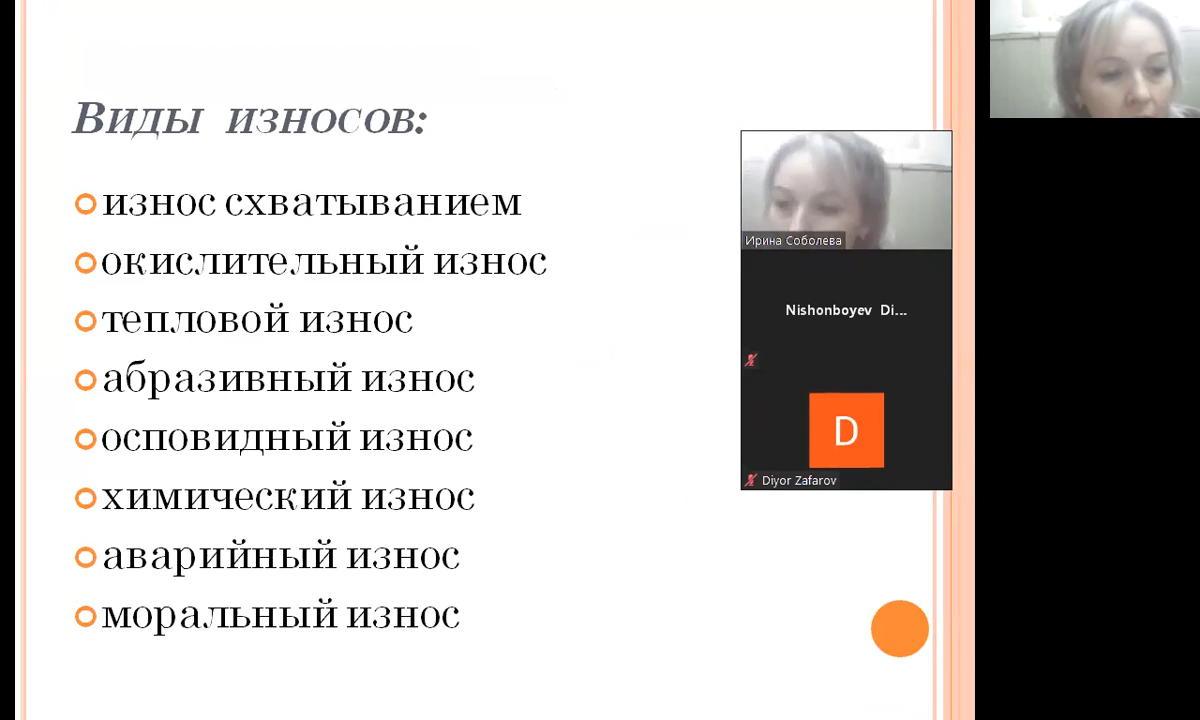 Виды износов:
износ схватыванием
окислительный износ
тепловой износ
абразивный износ
осповидный износ
химический износ
аварийный износ
моральный износ
Ирина Соболева
Nishonboyev Di...
D
Diyor Zafarov